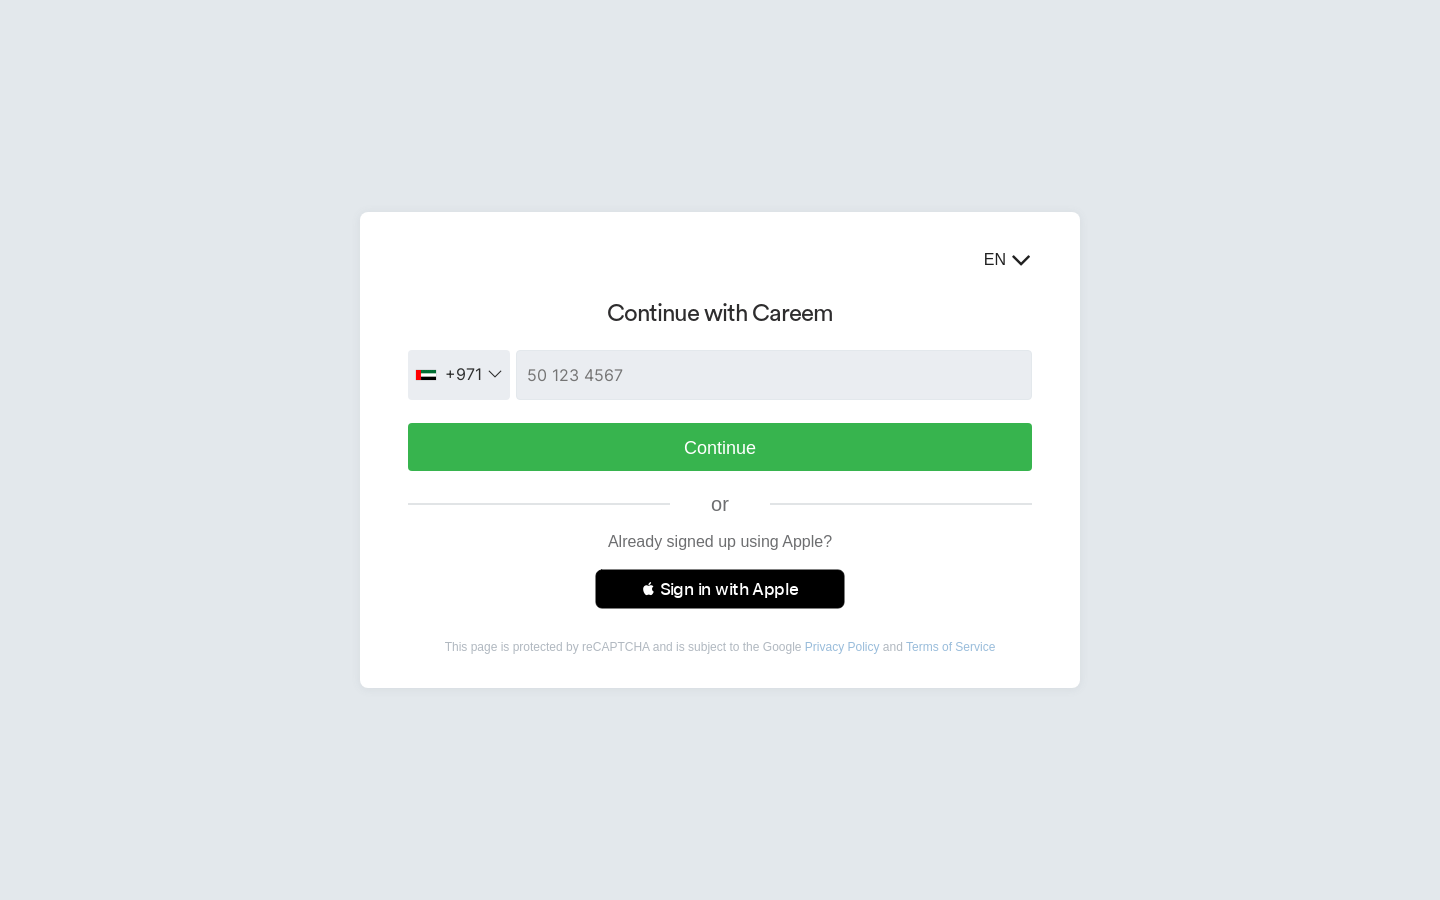 EN
Continue with Careem
+971
50 123 4567
Continue
or
Already signed up using Apple?
Sign in with Apple
This page is protected by reCAPTCHA and is subject to the Google Privacy Policy and Terms of Service